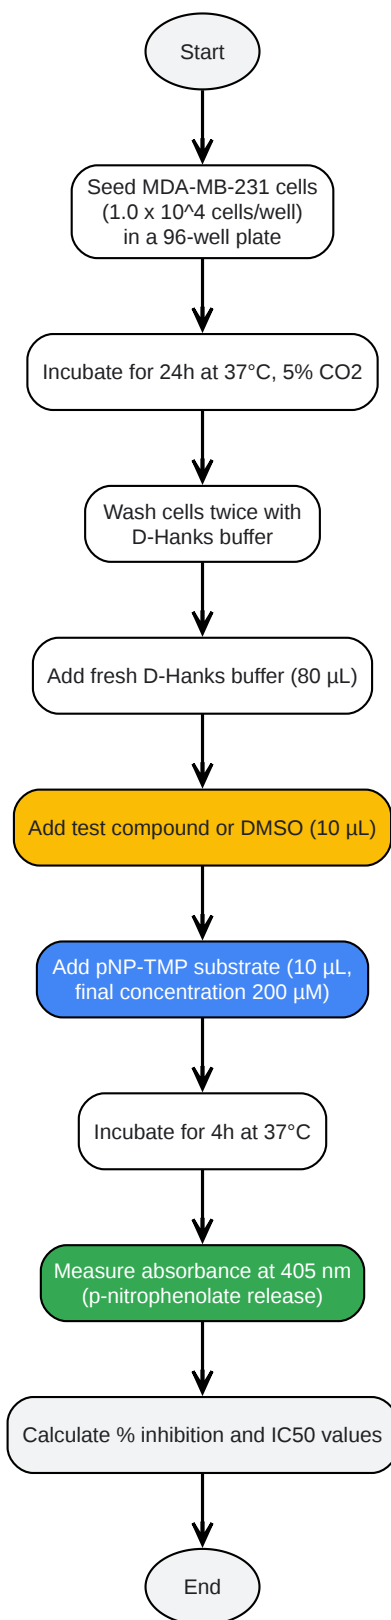 Start
Seed MDA-MB-231 cells
(1.0 x 10^4 cells/well)
in a 96-well plate
Incubate for 24h at 37°C, 5% CO2
Wash cells twice with
D-Hanks buffer
Add fresh D-Hanks buffer (80 µL)
Add test compound or DMSO (10 µL)
Add pNP-TMP substrate (10 µL,
final concentration 200 µM)
Incubate for 4h at 37°C
Measure absorbance at 405 nm
(p-nitrophenolate release)
Calculate % inhibition and IC50 values
End